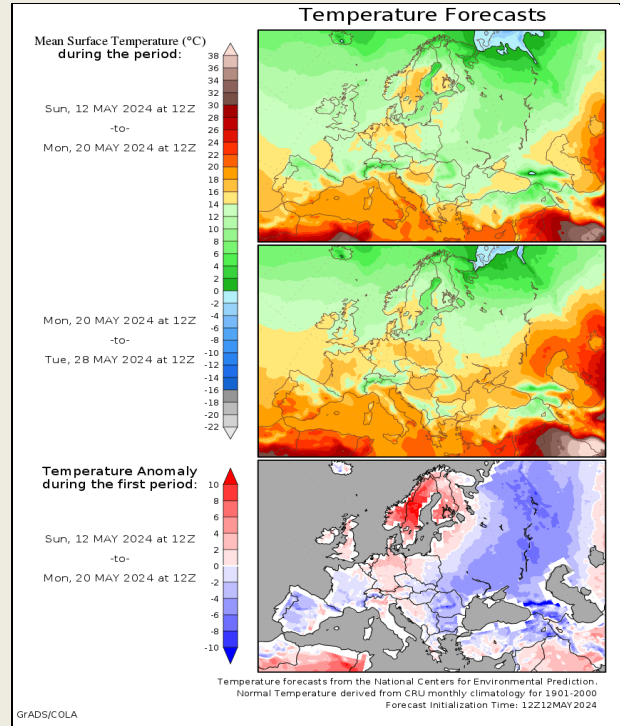 Temperature Forecasts
Mean Surface Temperature (°C)
during the period:
38
36
34
32
30
28
26
24
22
20
18
16
14
12
10
8
6
4
2
0
-2
-4
-6
-8
-10
-12
-14
-16
-18
-20
-22
Sun, 12 MAY 2024 at 12Z
-to-
Mon, 20 MAY 2024 at 12Z
Mon, 20 MAY 2024 at 12Z
-to-
Tue, 28 MAY 2024 at 12Z
Temperature Anomaly
during the first period:
10
8
6
4
2
0
-2
-4
-6
-8
-10
Sun, 12 MAY 2024 at 12Z
-to-
Mon, 20 MAY 2024 at 12Z
Temperature forecasts from the National Centers for Environmental Prediction.
Normal Temperature derived from CRU monthly climatology for 1901-2000
Forecast Initialization Time: 12Z12MAY2024
GrADS/COLA